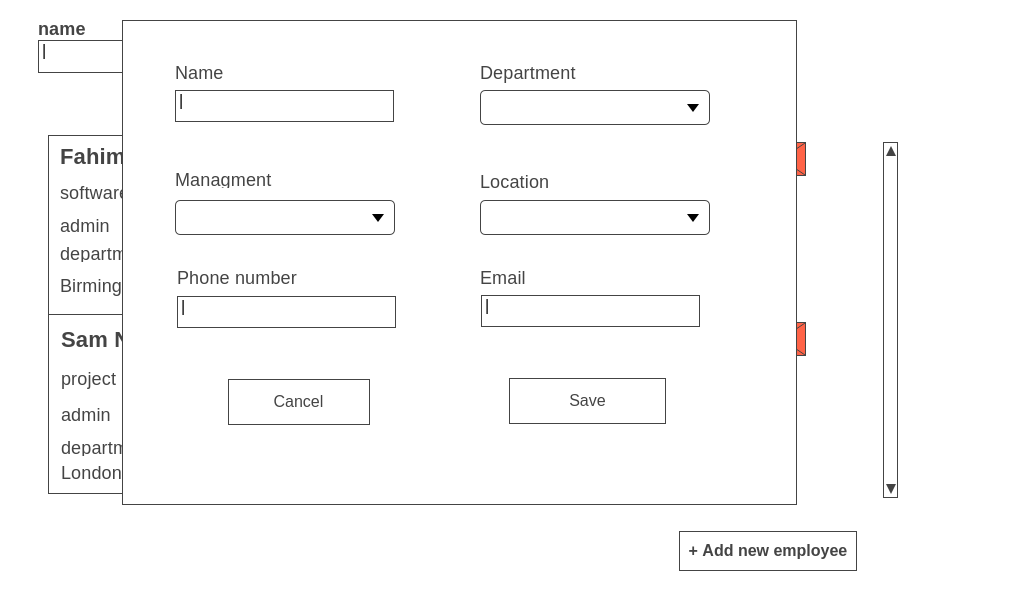 name
Name
Department
Fahim
software
admin
departm
Birming
Managment
Location
Phone number
Email
Sam N
project
admin
departm
London
Cancel
Save
+ Add new employee